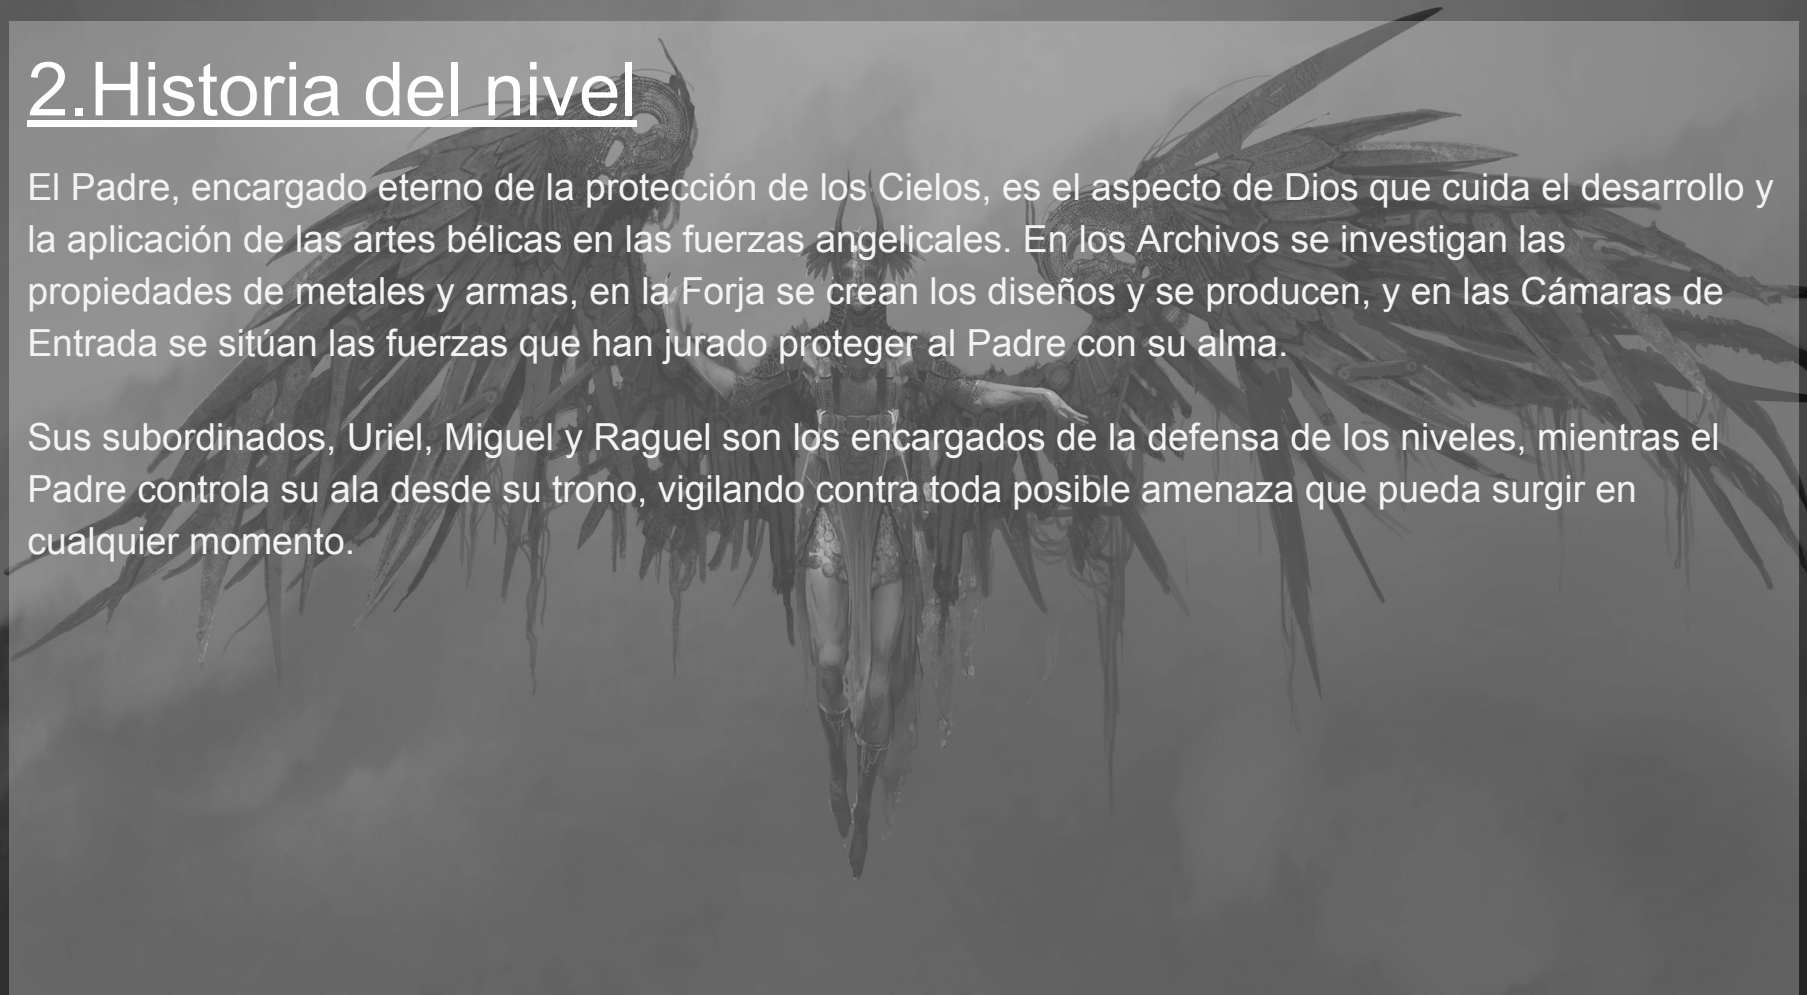 2.Historia del nivel
El Padre, encargado eterno de la protección de los Cielos, es el aspecto de Dios que cuida el desarrollo y
la aplicación de las artes bélicas en las fuerzas angelicales. En los Archivos se investigan las
propiedades de metales y armas, en la Forja se crean los diseños y se producen, y en las Cámaras de
Entrada se sitúan las fuerzas que han jurado proteger al Padre con su alma.
Sus subordinados, Uriel, Miguel y Raguel son los encargados de la defensa de los niveles, mientras el
Padre controla su ala desde su trono, vigilando contra toda posible amenaza que pueda surgir en
cualquier momento.